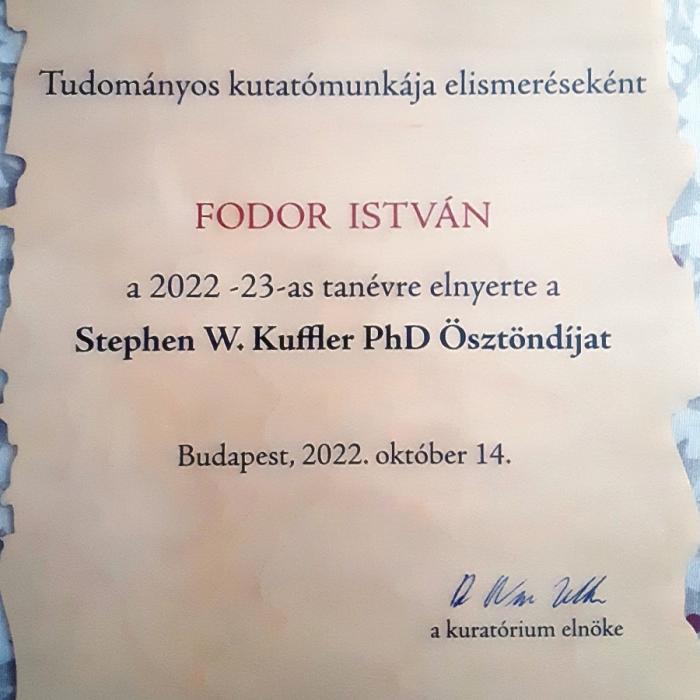 Tudományos kutatómunkája elismeréseként
FODOR ISTVÁN
a 2022 -23-as tanévre elnyerte a
Stephen W. Kuffler PhD Ösztöndíjat
Budapest, 2022. október 14.
a kuratórium elnöke